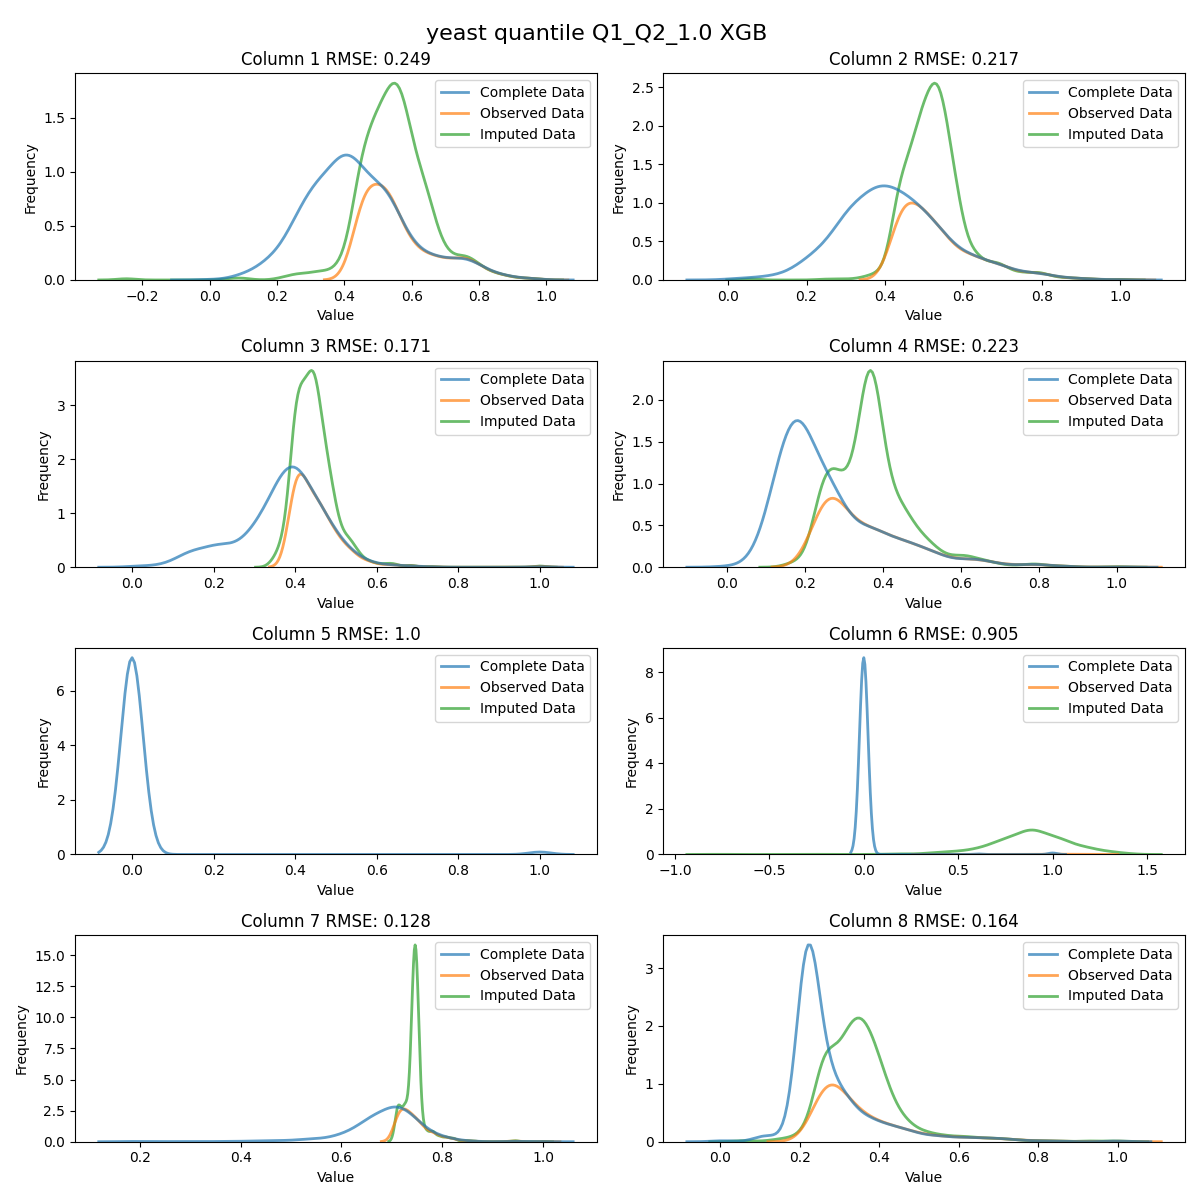 yeast quantile Q1_Q2_1.0 XGB
Column 1 RMSE: 0.249
Frequency
1.5
1.0
0.5
0.0
Complete Data
Observed Data
Imputed Data
−0.2 0.0 0.2 0.4 0.6 0.8 1.0
Value
Column 2 RMSE: 0.217
Frequency
2.5
2.0
1.5
1.0
0.5
0.0
Complete Data
Observed Data
Imputed Data
0.0 0.2 0.4 0.6 0.8 1.0
Value
Column 3 RMSE: 0.171
Frequency
3
2
1
0
Complete Data
Observed Data
Imputed Data
0.0 0.2 0.4 0.6 0.8 1.0
Value
Column 4 RMSE: 0.223
Frequency
2.0
1.5
1.0
0.5
0.0
Complete Data
Observed Data
Imputed Data
0.0 0.2 0.4 0.6 0.8 1.0
Value
Column 5 RMSE: 1.0
Frequency
6
4
2
0
Complete Data
Observed Data
Imputed Data
0.0 0.2 0.4 0.6 0.8 1.0
Value
Column 6 RMSE: 0.905
Frequency
8
6
4
2
0
Complete Data
Observed Data
Imputed Data
−1.0 −0.5 0.0 0.5 1.0 1.5
Value
Column 7 RMSE: 0.128
Frequency
15.0
12.5
10.0
7.5
5.0
2.5
0.0
Complete Data
Observed Data
Imputed Data
0.2 0.4 0.6 0.8 1.0
Value
Column 8 RMSE: 0.164
Frequency
3
2
1
0
Complete Data
Observed Data
Imputed Data
0.0 0.2 0.4 0.6 0.8 1.0
Value